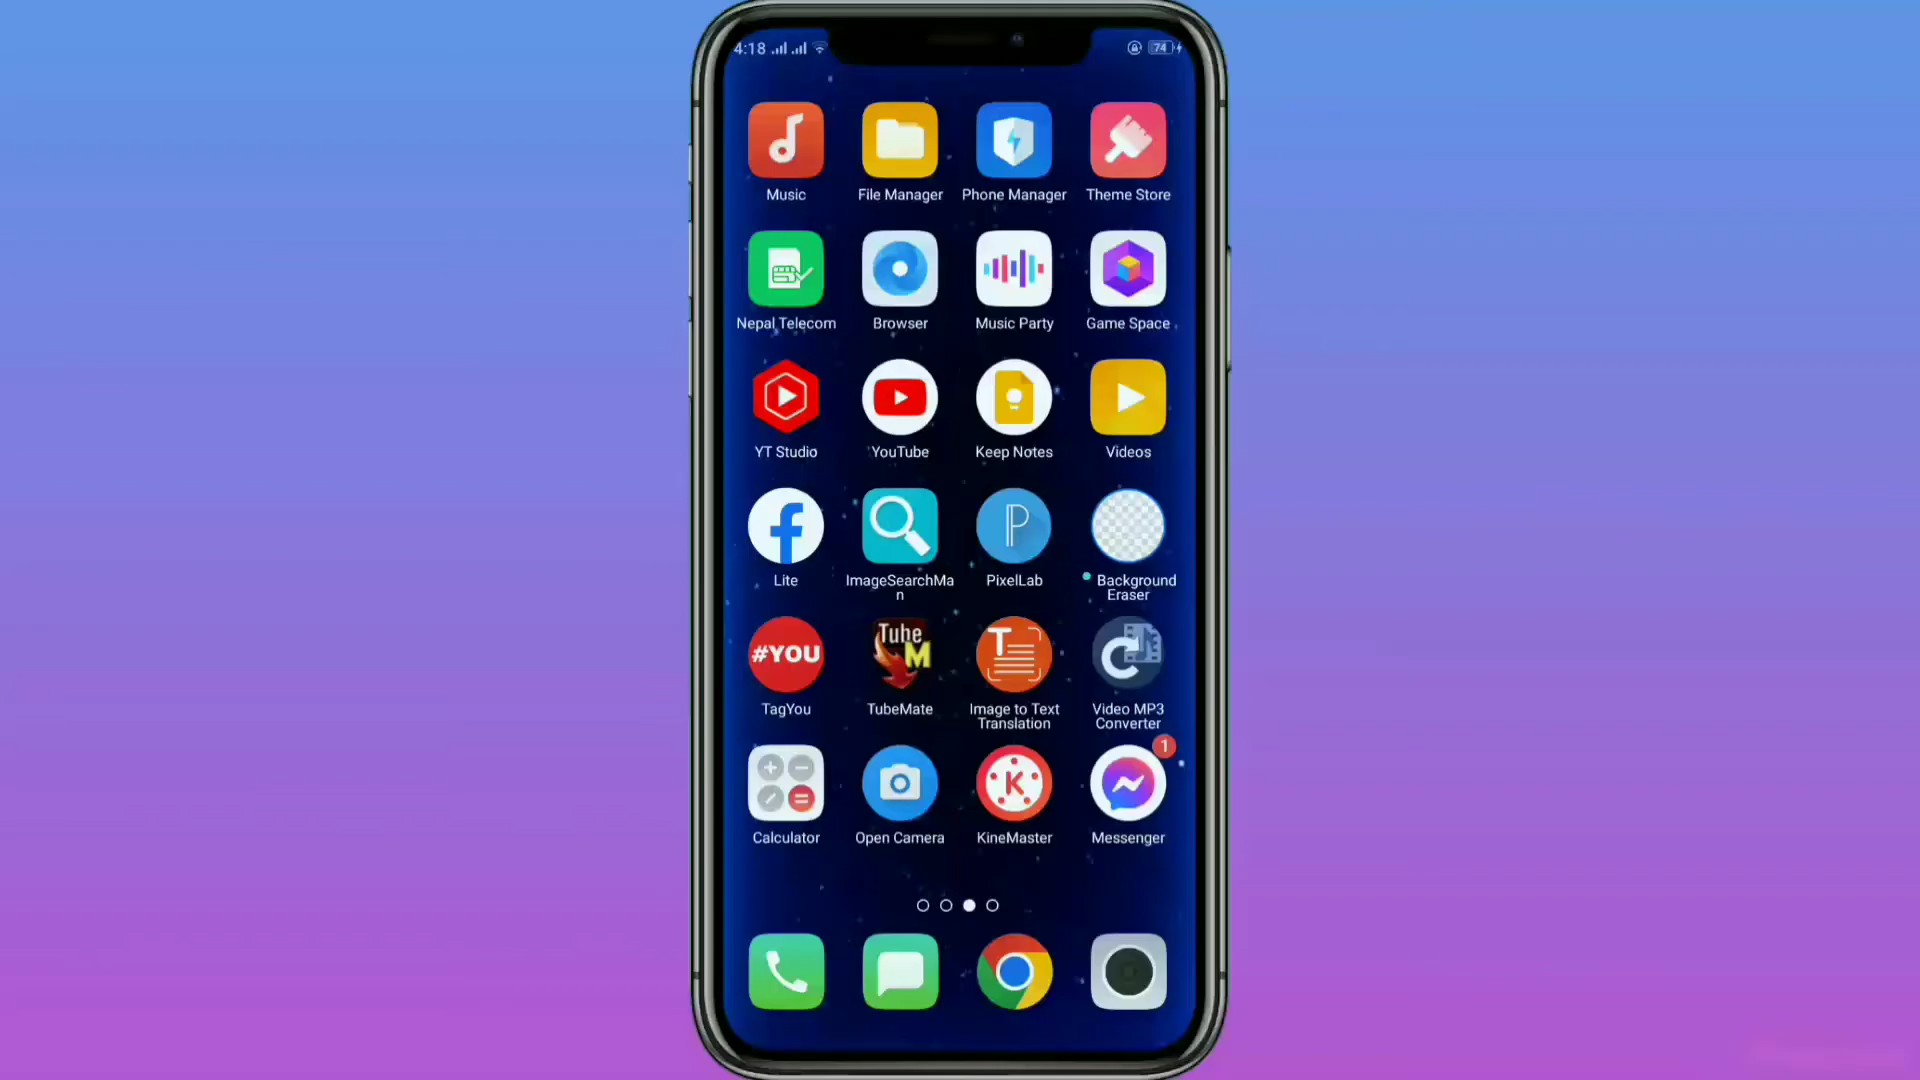 4:18
74
Music
File Manager
Phone Manager
Theme Store
Nepal Telecom
Browser
Music Party
Game Space
YT Studio
YouTube
Keep Notes
Videos
P
Lite
ImageSearchMa
n
PixelLab
Background
Eraser
#YOU
Tube
M
T
TagYou
TubeMate
Image to Text
Translation
Video MP3
Converter
K
1
Calculator
Open Camera
KineMaster
Messenger